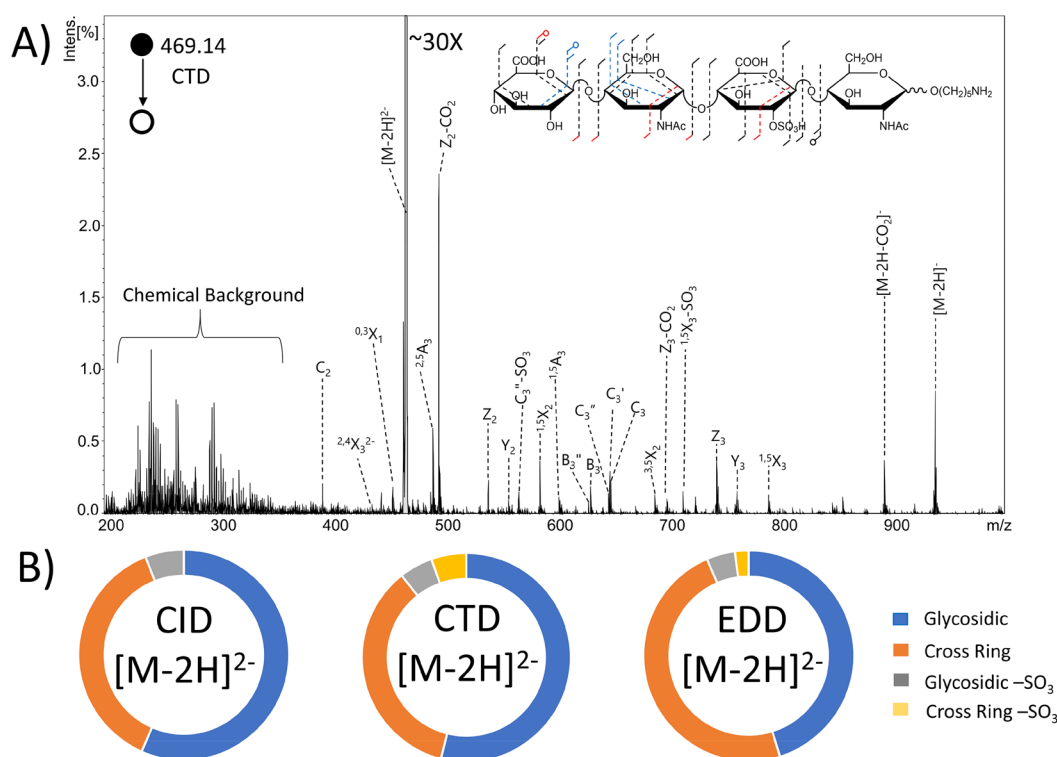 A)
Intens.
[%]
469.14
CTD
~30X
3.0
2.5
2.0
1.5
1.0
0.5
0.0
[M-2H]²⁻
Z₂-CO₂
COOH
O
OH
OH
OH
O
CH₂OH
O
OH
NHAc
O
COOH
O
OH
OSO₃H
O
CH₂OH
O
OH
NHAc
O(CH₂)₅NH₂
Chemical Background
C₂
²,⁴X₃²⁻
⁰,³X₁
²,⁵A₃
Z₂
Y₂
C₃"-SO₃
¹,⁵X₂
¹,⁵A₃
B₃"
B₃'
C₃"
C₃'
C₃
³,⁵X₂
Z₃-CO₂
¹,⁵X₃-SO₃
Z₃
Y₃
¹,⁵X₃
[M-2H-CO₂]⁻
[M-2H]⁻
200 300 400 500 600 700 800 900 m/z
B)
CID
[M-2H]²⁻
CTD
[M-2H]²⁻
EDD
[M-2H]²⁻
Glycosidic
Cross Ring
Glycosidic –SO₃
Cross Ring –SO₃